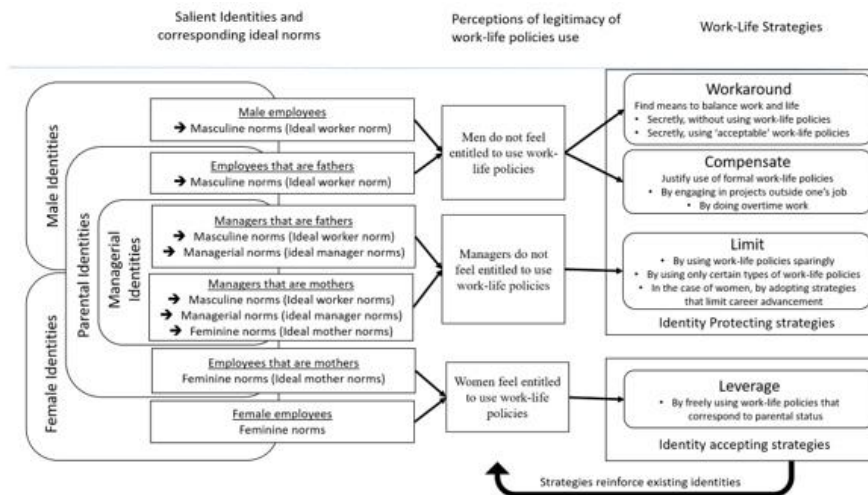 Salient Identities and
corresponding ideal norms
Perceptions of legitimacy of
work-life policies use
Work-Life Strategies
Male Identities
Parental Identities
Managerial
Identities
Female Identities
Male employees
➔ Masculine norms (Ideal worker norm)
Employees that are fathers
➔ Masculine norms (Ideal worker norm)
Managers that are fathers
➔ Masculine norms (Ideal worker norm)
➔ Managerial norms (ideal manager norms)
Managers that are mothers
➔ Masculine norms (Ideal worker norms)
➔ Managerial norms (ideal manager norms)
➔ Feminine norms (Ideal mother norms)
Employees that are mothers
Feminine norms (Ideal mother norms)
Female employees
Feminine norms
Men do not feel
entitled to use work-
life policies
Managers do not
feel entitled to use
work-life policies
Women feel entitled
to use work-life
policies
Workaround
Find means to balance work and life
• Secretly, without using work-life policies
• Secretly, using ‘acceptable’ work-life policies
Compensate
Justify use of formal work-life policies
• By engaging in projects outside one’s job
• By doing overtime work
Limit
• By using work-life policies sparingly
• By using only certain types of work-life policies
• In the case of women, by adopting strategies
that limit career advancement
Identity Protecting strategies
Leverage
• By freely using work-life policies that
correspond to parental status
Identity accepting strategies
Strategies reinforce existing identities